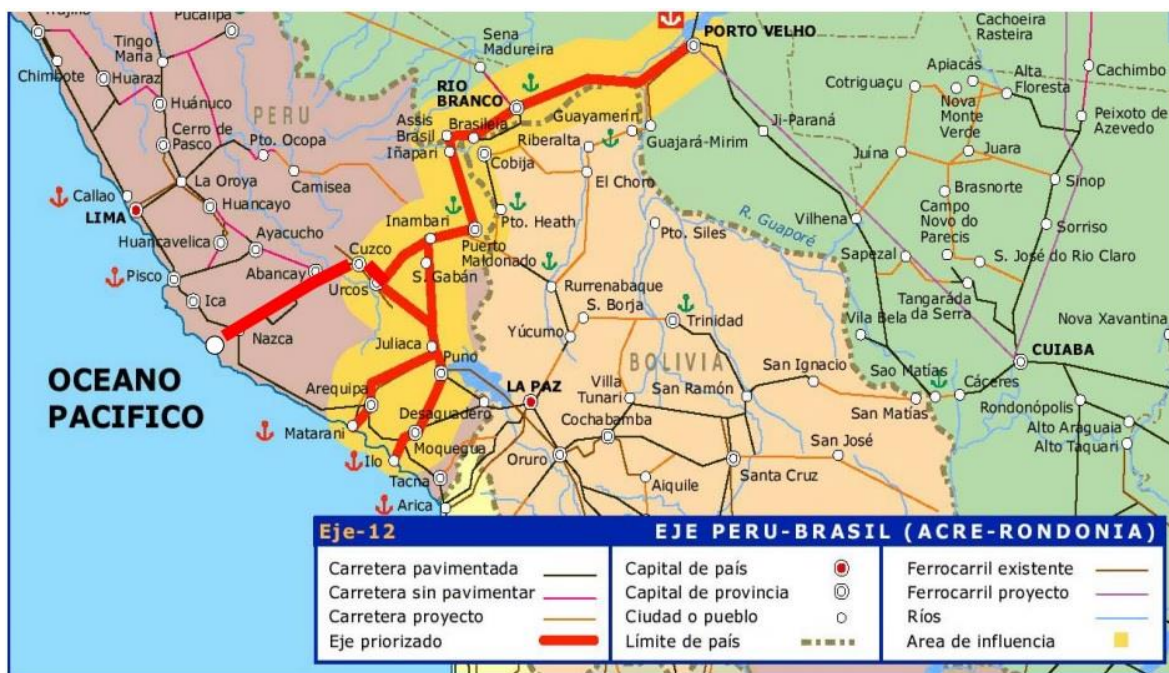 Trujillo
Pucallpa
Tingo
María
Chimbote
Huaraz
Huánuco
PERU
Cerro de
Pasco
Pto. Ocopa
Camisea
La Oroya
Callao
LIMA
Huancayo
Huancavelica
Ayacucho
Abancay
Cuzco
Urcos
Pisco
Ica
Nazca
OCEANO
PACIFICO
Sena
Madureira
RIO
BRANCO
Assis
Brasil
Brasileia
Iñapari
Cobija
Inambari
Puerto
Maldonado
S. Gabán
Pto. Heath
Juliaca
Puno
Arequipa
Desaguadero
Matarani
Moquegua
Ilo
Tacna
Arica
PORTO VELHO
Guayamerín
Riberalta
Guajará-Mirim
El Choro
Pto. Siles
R. Guaporé
Rurrenabaque
S. Borja
Yúcumo
Trinidad
BOLIVIA
LA PAZ
Villa
Tunari
San Ramón
San Ignacio
Cochabamba
San Matías
San José
Oruro
Santa Cruz
Aiquile
Cachoeira
Rasteira
Apiacás
Cotriguaçu
Alta
Floresta
Cachimbo
Nova
Monte
Verde
Peixoto de
Azevedo
Ji-Paraná
Juína
Juara
Brasnorte
Sinop
Vilhena
Campo
Novo do
Parecis
Sorriso
Sapezal
S. José do Rio Claro
Tangarada
da Serra
Vila Bela
Nova Xavantina
Sao Matías
CUIABA
Cáceres
Rondonópolis
Alto Araguaia
Alto Taquari
Eje-12
EJE PERU-BRASIL (ACRE-RONDONIA)
Carretera pavimentada
Carretera sin pavimentar
Carretera proyecto
Eje priorizado
Capital de país
Capital de provincia
Ciudad o pueblo
Límite de país
Ferrocarril existente
Ferrocarril proyecto
Ríos
Area de influencia